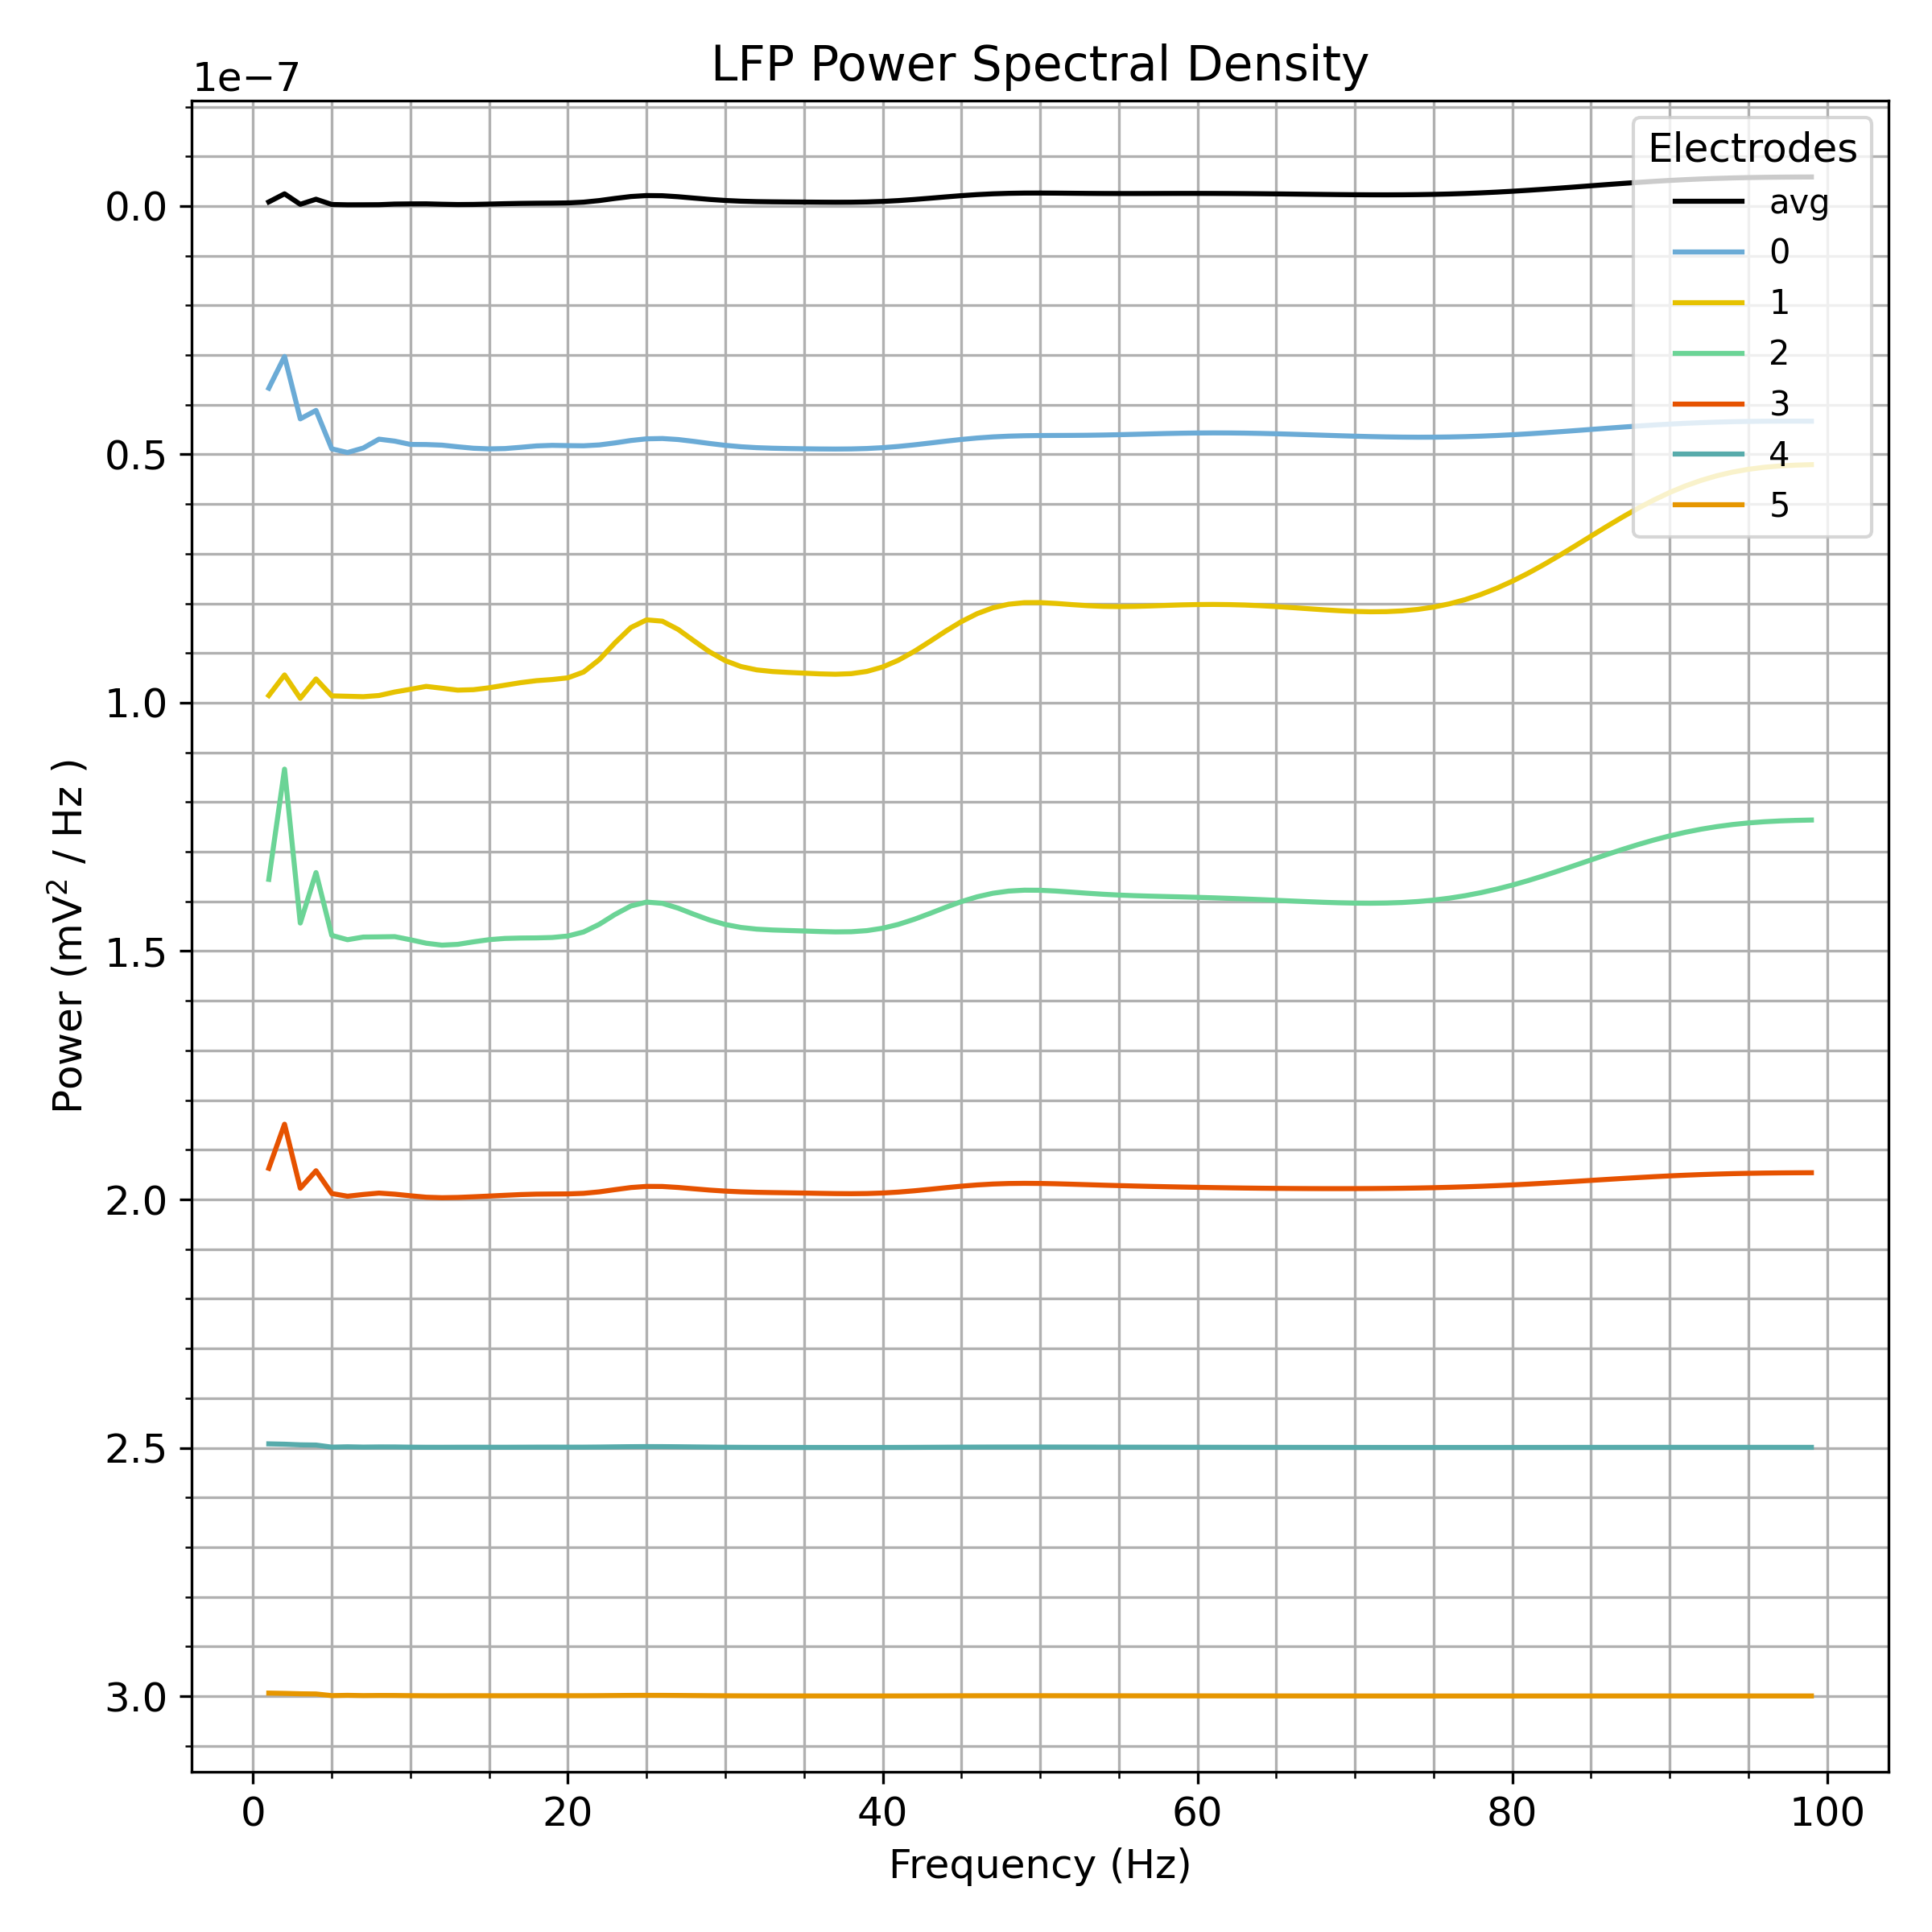 LFP Power Spectral Density
1e−7
Electrodes
avg
0
1
2
3
4
5
0.0
0.5
1.0
1.5
2.0
2.5
3.0
Power (mV² / Hz )
0 20 40 60 80 100
Frequency (Hz)